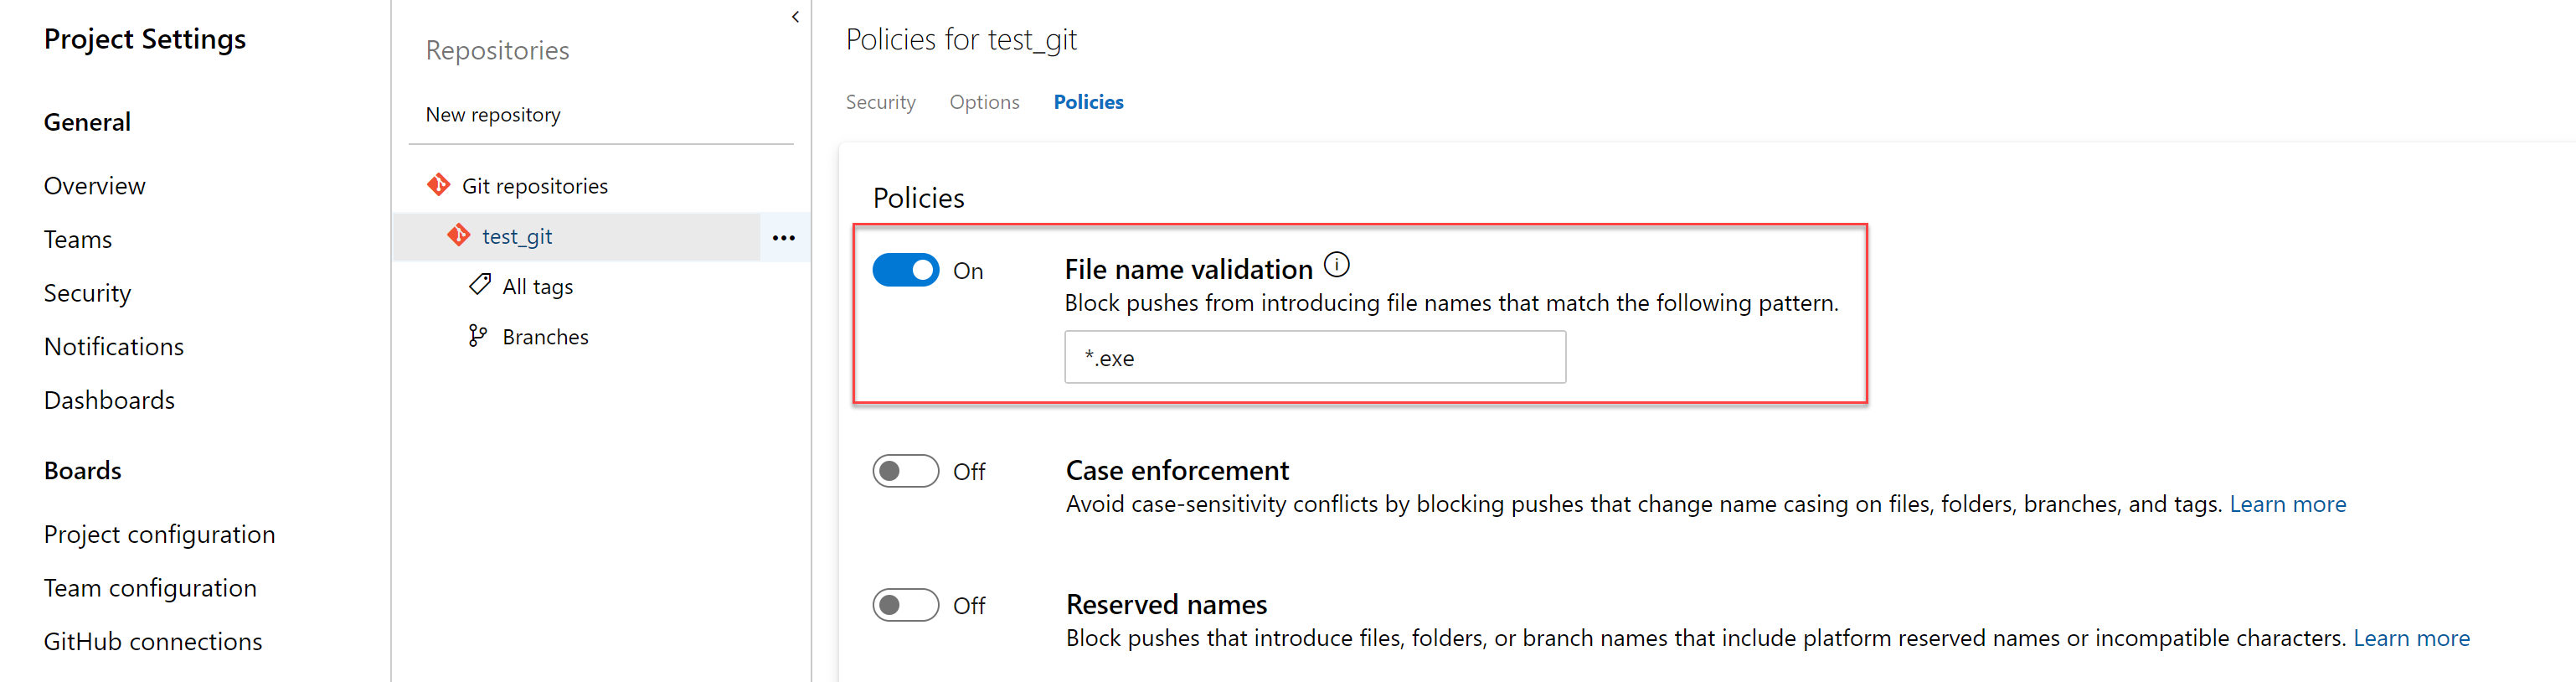 Project Settings
General
Overview
Teams
Security
Notifications
Dashboards
Boards
Project configuration
Team configuration
GitHub connections
Repositories
New repository
Git repositories
test_git
All tags
Branches
Policies for test_git
Security Options Policies
Policies
On File name validation
Block pushes from introducing file names that match the following pattern.
*.exe
Off Case enforcement
Avoid case-sensitivity conflicts by blocking pushes that change name casing on files, folders, branches, and tags. Learn more
Off Reserved names
Block pushes that introduce files, folders, or branch names that include platform reserved names or incompatible characters. Learn more